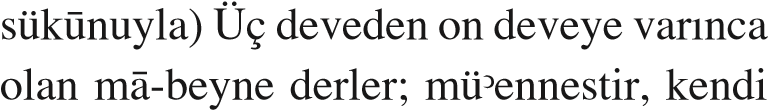 sükūnuyla) Üç deveden on deveye varınca
olan mā-beyne derler; müʾennestir, kendi